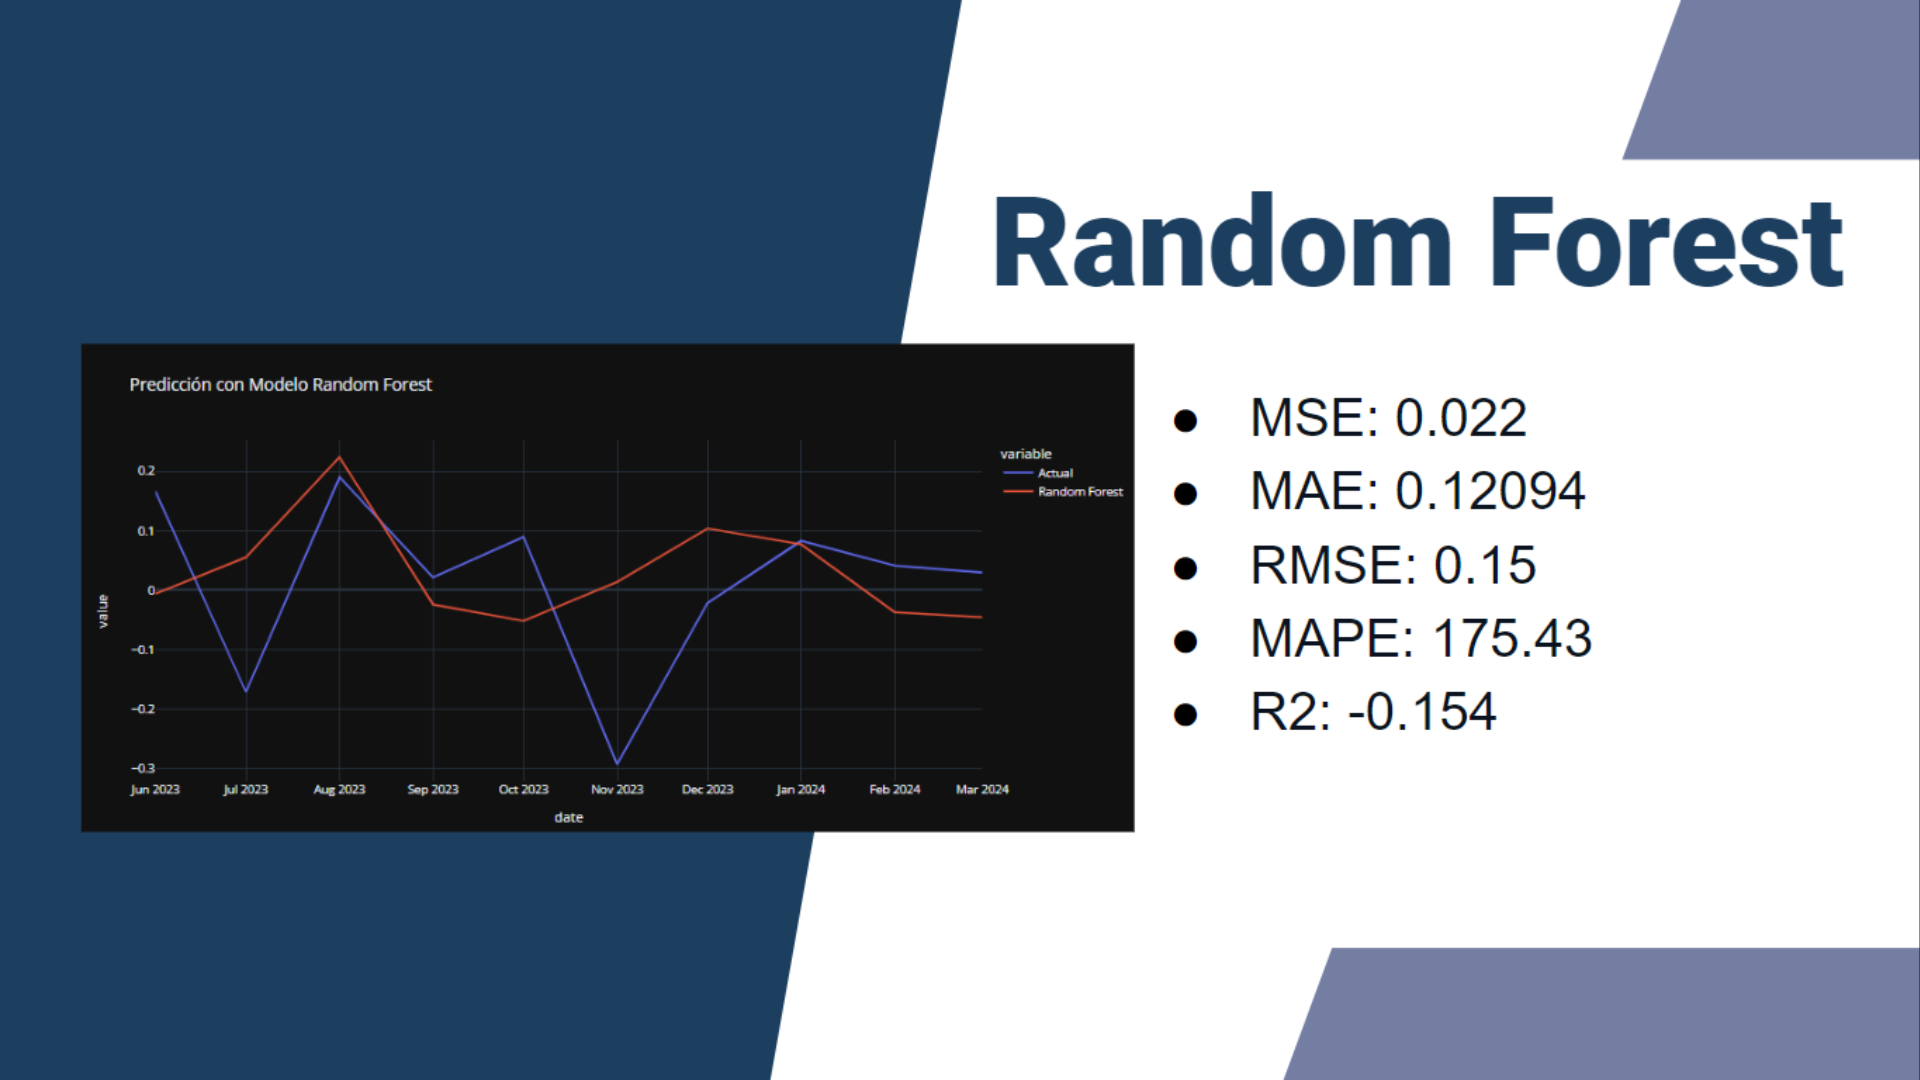 Random Forest
Predicción con Modelo Random Forest
variable
Actual
Random Forest
0.2
0.1
0
−0.1
−0.2
−0.3
value
Jun 2023 Jul 2023 Aug 2023 Sep 2023 Oct 2023 Nov 2023 Dec 2023 Jan 2024 Feb 2024 Mar 2024
date
● MSE: 0.022
● MAE: 0.12094
● RMSE: 0.15
● MAPE: 175.43
● R2: -0.154